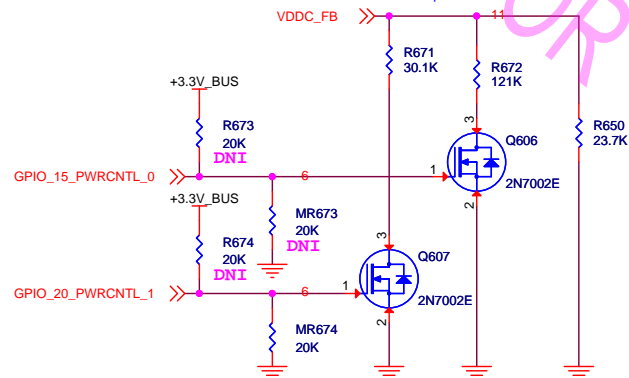 VDDC_FB
11
R671
30.1K
R672
121K
+3.3V_BUS
R673
20K
DNI
3
Q606
R650
23.7K
GPIO_15_PWRCNTL_0
6
1
2N7002E
+3.3V_BUS
2
MR673
20K
DNI
R674
20K
DNI
3
Q607
GPIO_20_PWRCNTL_1
6
1
2N7002E
2
MR674
20K